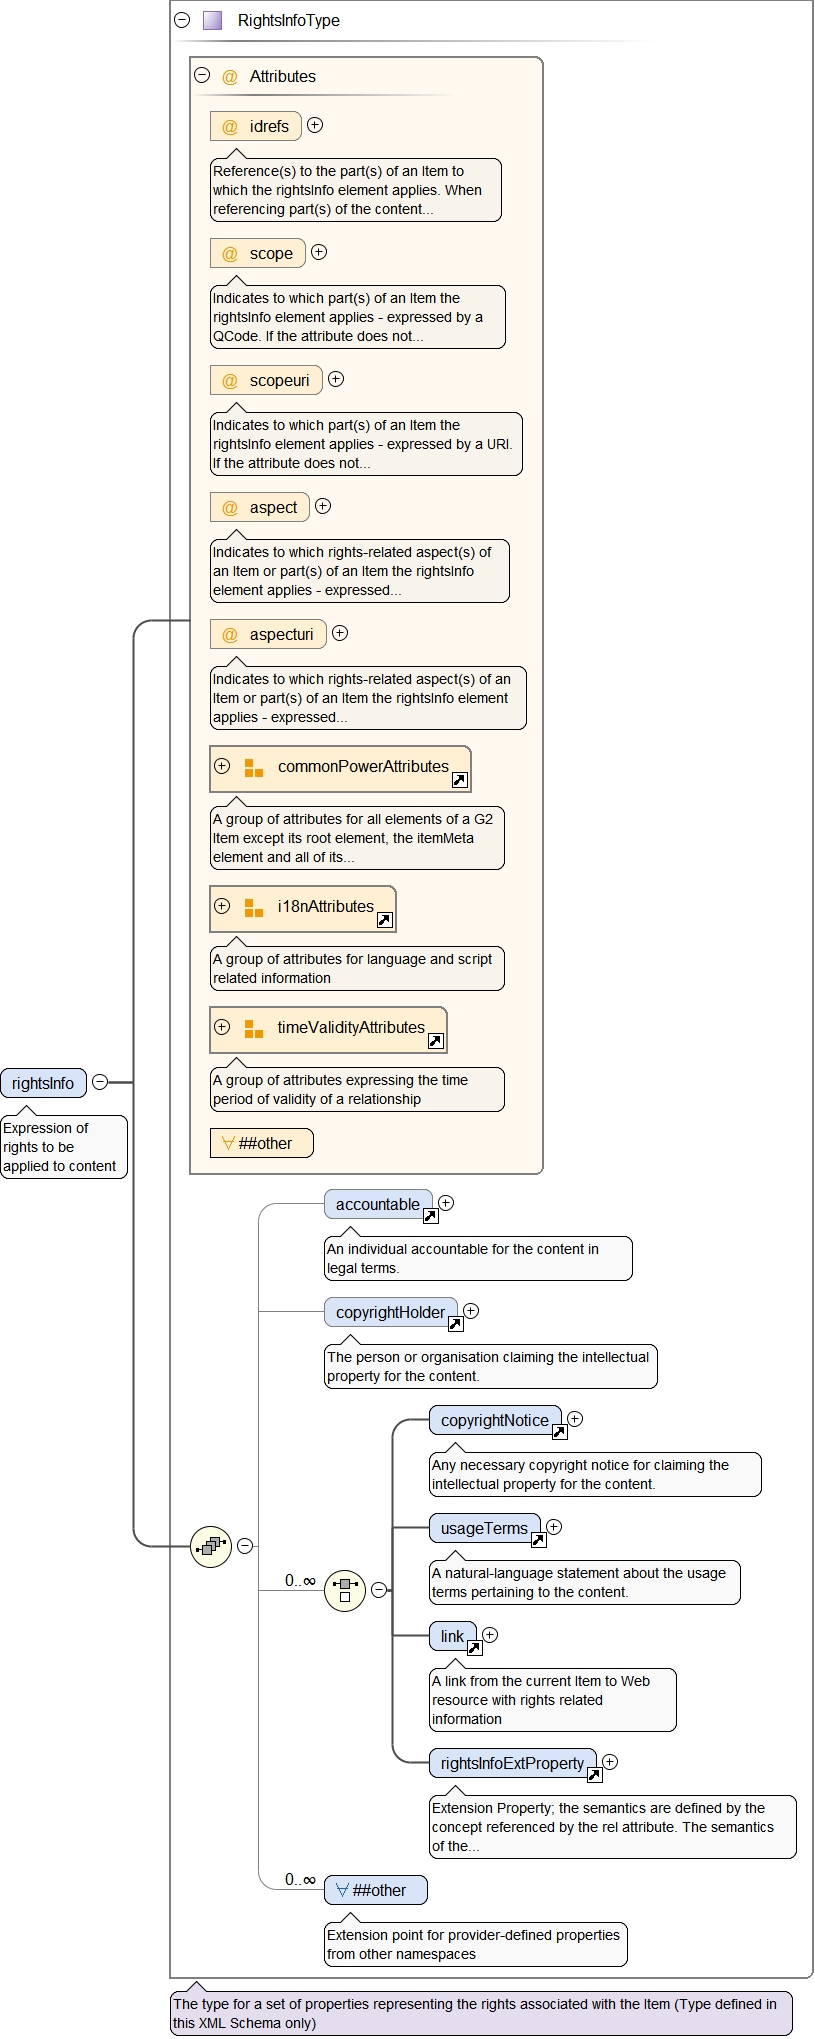 RightsInfoType
@ Attributes
@ idrefs
Reference(s) to the part(s) of an Item to
which the rightsInfo element applies. When
referencing part(s) of the content...
@ scope
Indicates to which part(s) of an Item the
rightsInfo element applies - expressed by a
QCode. If the attribute does not...
@ scopeuri
Indicates to which part(s) of an Item the
rightsInfo element applies - expressed by a URI.
If the attribute does not...
@ aspect
Indicates to which rights-related aspect(s) of
an Item or part(s) of an Item the rightsInfo
element applies - expressed...
@ aspecturi
Indicates to which rights-related aspect(s) of an
Item or part(s) of an Item the rightsInfo element
applies - expressed...
commonPowerAttributes
A group of attributes for all elements of a G2
Item except its root element, the itemMeta
element and all of its...
i18nAttributes
A group of attributes for language and script
related information
timeValidityAttributes
A group of attributes expressing the time
period of validity of a relationship
##other
rightsInfo
Expression of
rights to be
applied to content
accountable
An individual accountable for the content in
legal terms.
copyrightHolder
The person or organisation claiming the intellectual
property for the content.
copyrightNotice
Any necessary copyright notice for claiming the
intellectual property for the content.
usageTerms
A natural-language statement about the usage
terms pertaining to the content.
0..∞
link
A link from the current Item to Web
resource with rights related
information
rightsInfoExtProperty
Extension Property; the semantics are defined by the
concept referenced by the rel attribute. The semantics
of the...
0..∞
##other
Extension point for provider-defined properties
from other namespaces
The type for a set of properties representing the rights associated with the Item (Type defined in
this XML Schema only)